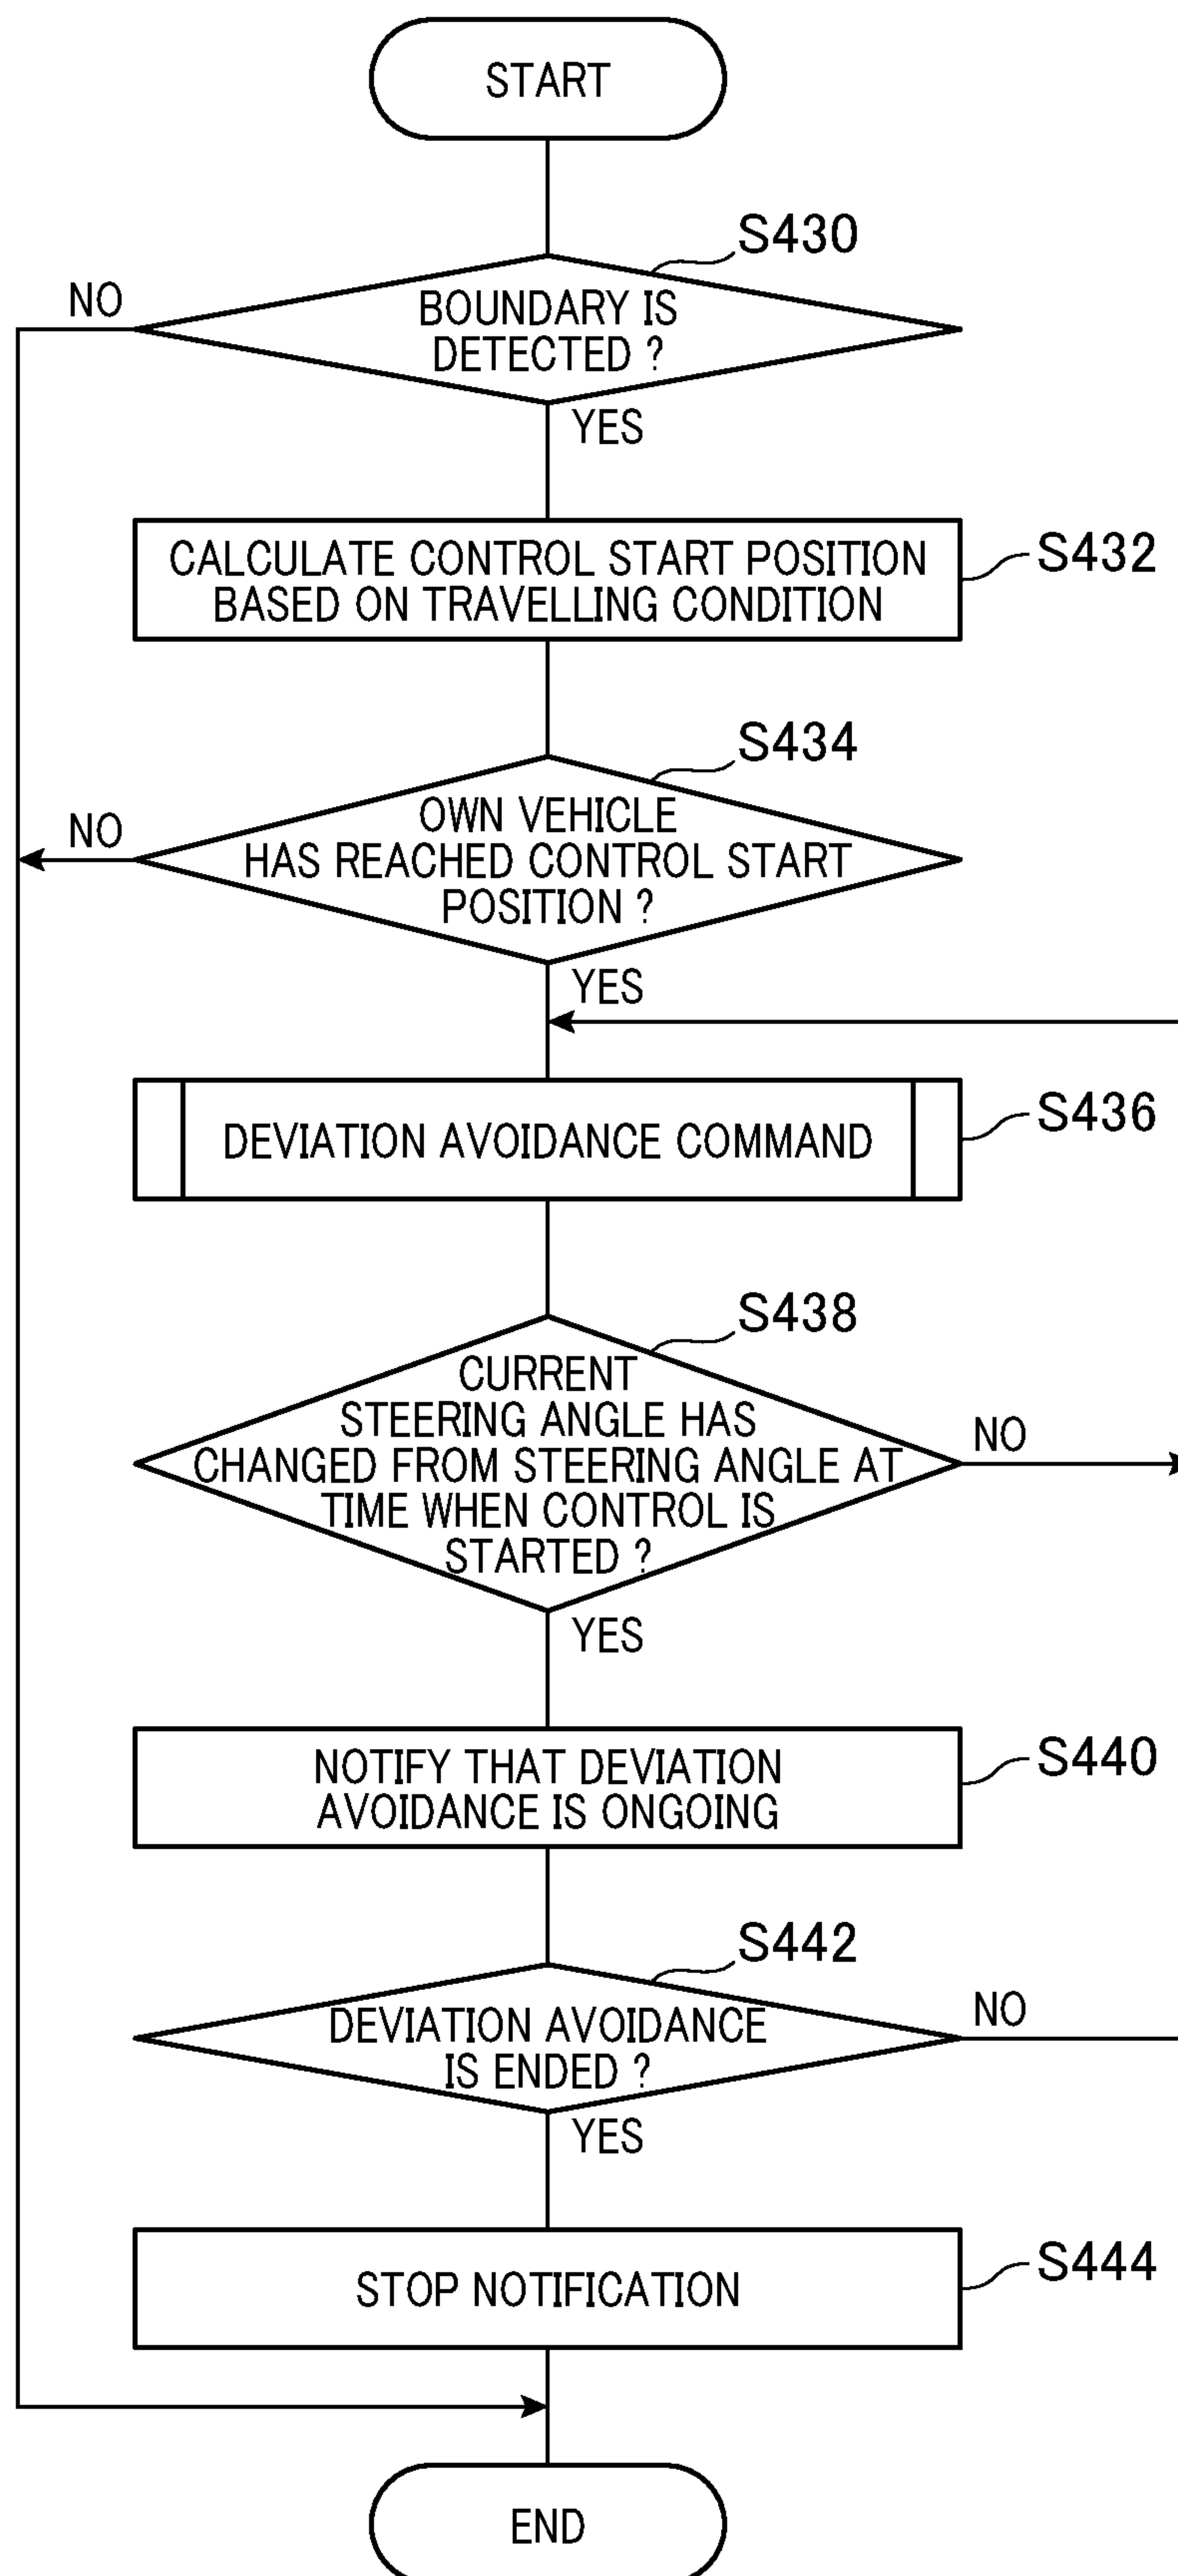 START
S430
NO
BOUNDARY IS
DETECTED ?
YES
CALCULATE CONTROL START POSITION
BASED ON TRAVELLING CONDITION
S432
S434
NO
OWN VEHICLE
HAS REACHED CONTROL START
POSITION ?
YES
DEVIATION AVOIDANCE COMMAND
S436
S438
CURRENT
STEERING ANGLE HAS
CHANGED FROM STEERING ANGLE AT
TIME WHEN CONTROL IS
STARTED ?
NO
YES
NOTIFY THAT DEVIATION
AVOIDANCE IS ONGOING
S440
S442
DEVIATION AVOIDANCE
IS ENDED ?
NO
YES
STOP NOTIFICATION
S444
END